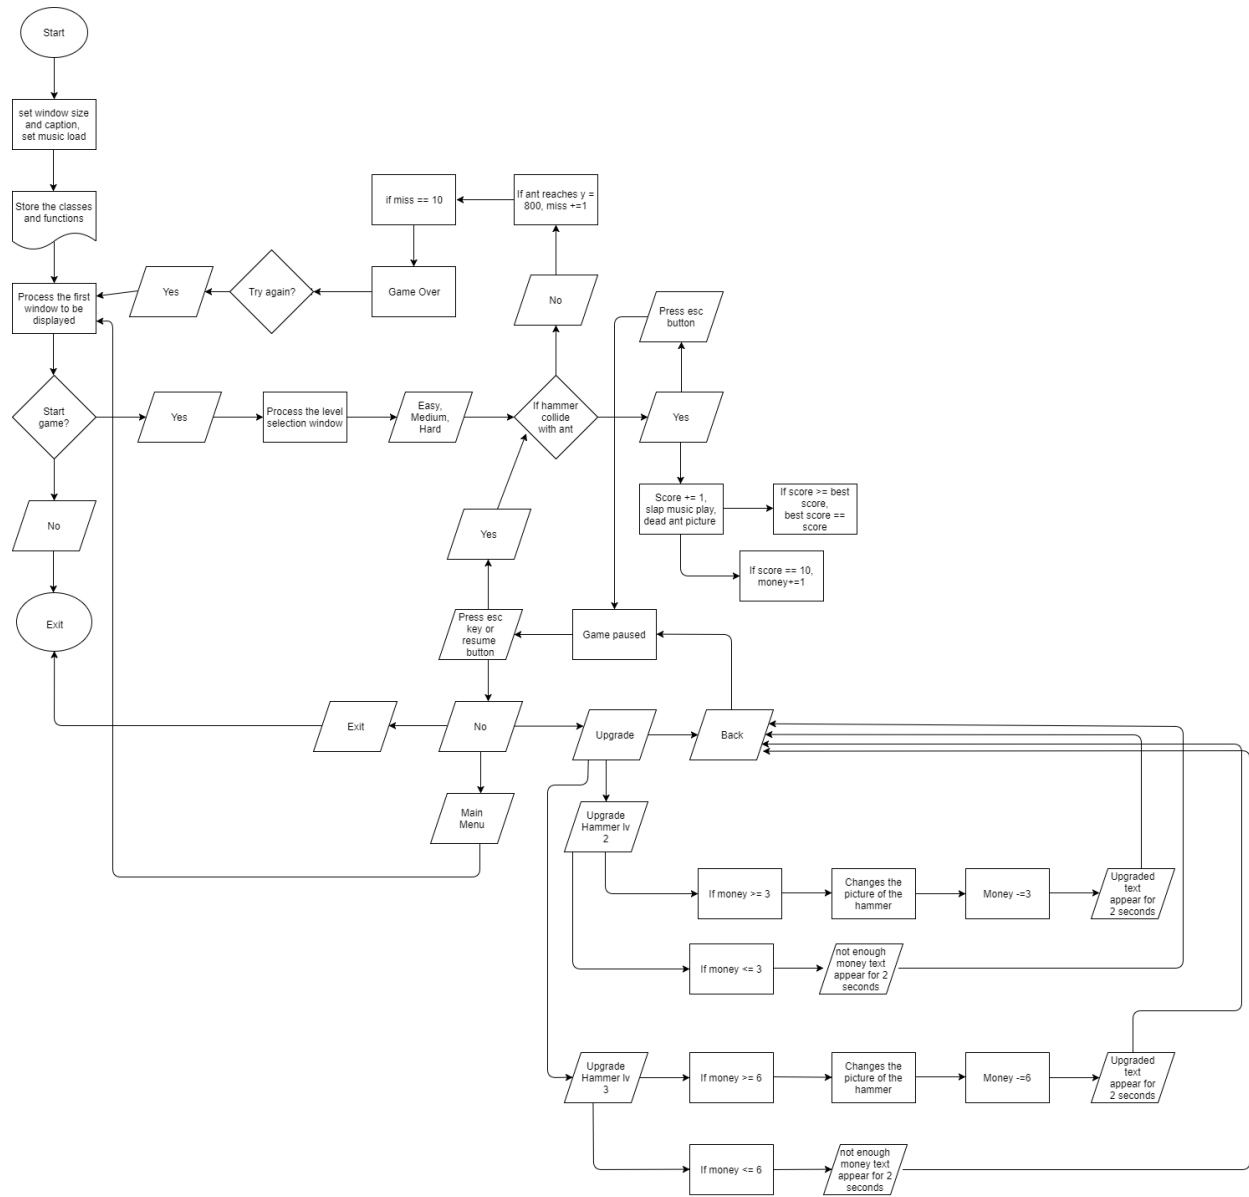 Start
set window size
and caption,
set music load
Store the classes
and functions
Process the first
window to be
displayed
Yes
Try again?
Game Over
if miss == 10
If ant reaches y =
800, miss +=1
No
Press esc
button
Start
game?
Yes
Process the level
selection window
Easy,
Medium,
Hard
If hammer
collide
with ant
Yes
No
Exit
Score += 1,
slap music play,
dead ant picture
If score >= best
score,
best score ==
score
If score == 10,
money+=1
Yes
Press esc
key or
resume
button
Game paused
Exit
No
Upgrade
Back
Main
Menu
Upgrade
Hammer lv
2
If money >= 3
Changes the
picture of the
hammer
Money -=3
Upgraded
text
appear for
2 seconds
If money <= 3
not enough
money text
appear for 2
seconds
Upgrade
Hammer lv
3
If money >= 6
Changes the
picture of the
hammer
Money -=6
Upgraded
text
appear for
2 seconds
If money <= 6
not enough
money text
appear for 2
seconds